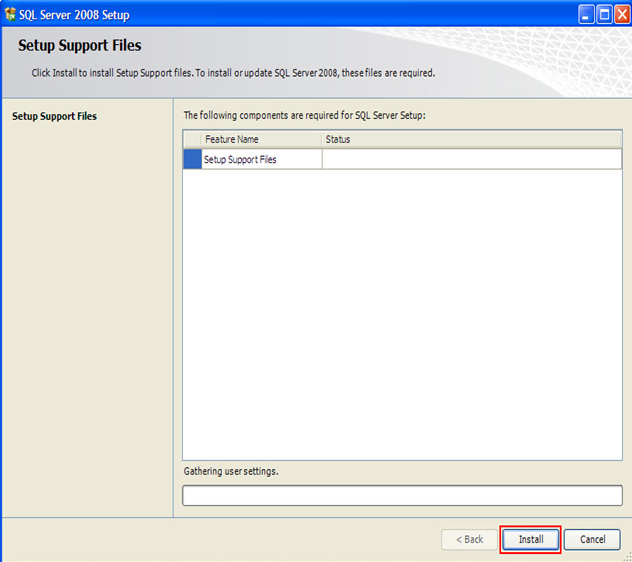 SQL Server 2008 Setup
Setup Support Files
Click Install to install Setup Support files. To install or update SQL Server 2008, these files are required.
Setup Support Files
The following components are required for SQL Server Setup:
Feature Name Status
Setup Support Files
Gathering user settings.
< Back Install Cancel